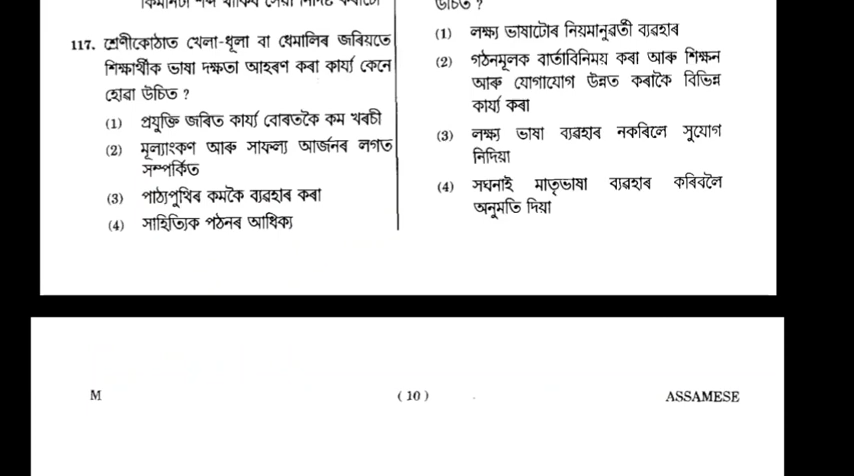 117. শ্ৰেণীকোঠাত খেলা-ধূলা বা ধেমালিৰ জৰিয়তে
শিক্ষাৰ্থীক ভাষা দক্ষতা আহৰণ কৰা কাৰ্য্য কেনে
হোৱা উচিত ?
(1) প্ৰযুক্তি জৰিত কাৰ্য্য বোৰতকৈ কম খৰচী
(2) মূল্যাংকণ আৰু সাফল্য আৰ্জনৰ লগত
সম্পৰ্কিত
(3) পাঠ্যপুথিৰ কমকৈ ব্যৱহাৰ কৰা
(4) সাহিত্যিক পঠনৰ আধিক্য
উচিত ?
(1) লক্ষ্য ভাষাটোৰ নিয়মানুৱৰ্তী ব্যৱহাৰ
(2) গঠনমূলক বাৰ্তাবিনিময় কৰা আৰু শিক্ষন
আৰু যোগাযোগ উন্নত কৰাকৈ বিভিন্ন
কাৰ্য্য কৰা
(3) লক্ষ্য ভাষা ব্যৱহাৰ নকৰিলে সুযোগ
নিদিয়া
(4) সঘনাই মাতৃভাষা ব্যৱহাৰ কৰিবলৈ
অনুমতি দিয়া
M
( 10 )
ASSAMESE